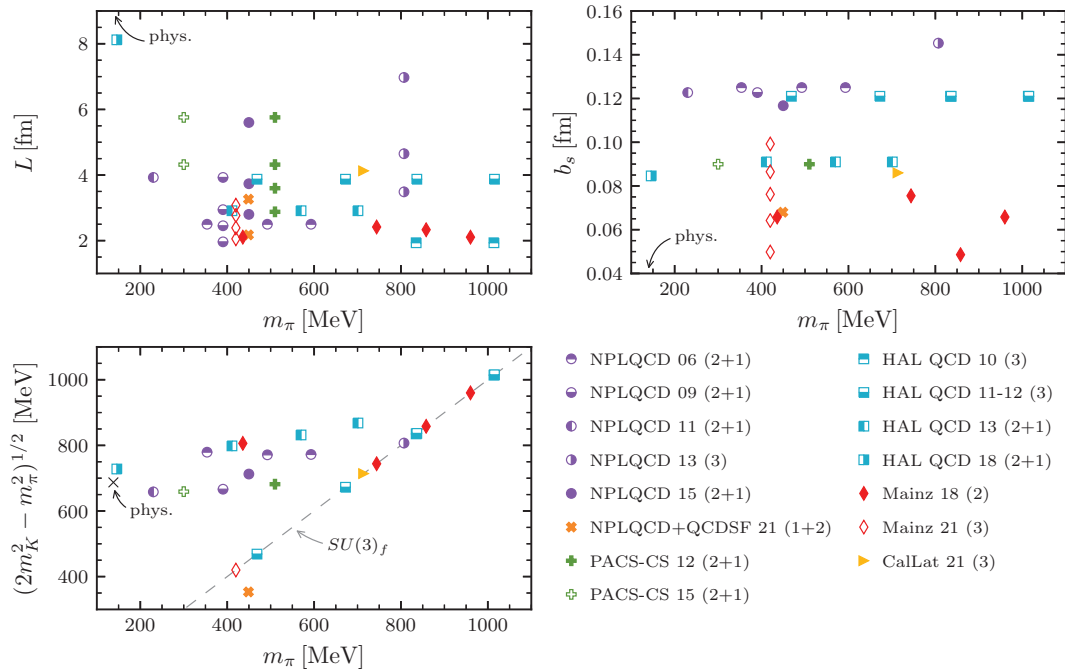 8
6
4
2
L [fm]
phys.
200 400 600 800 1000
m_π [MeV]
0.16
0.14
0.12
0.10
0.08
0.06
0.04
b_s [fm]
phys.
200 400 600 800 1000
m_π [MeV]
1000
800
600
400
(2m_K^2 − m_π^2)^{1/2} [MeV]
phys.
SU(3)_f
200 400 600 800 1000
m_π [MeV]
NPLQCD 06 (2+1)
NPLQCD 09 (2+1)
NPLQCD 11 (2+1)
NPLQCD 13 (3)
NPLQCD 15 (2+1)
NPLQCD+QCDSF 21 (1+2)
PACS-CS 12 (2+1)
PACS-CS 15 (2+1)
HAL QCD 10 (3)
HAL QCD 11-12 (3)
HAL QCD 13 (2+1)
HAL QCD 18 (2+1)
Mainz 18 (2)
Mainz 21 (3)
CalLat 21 (3)